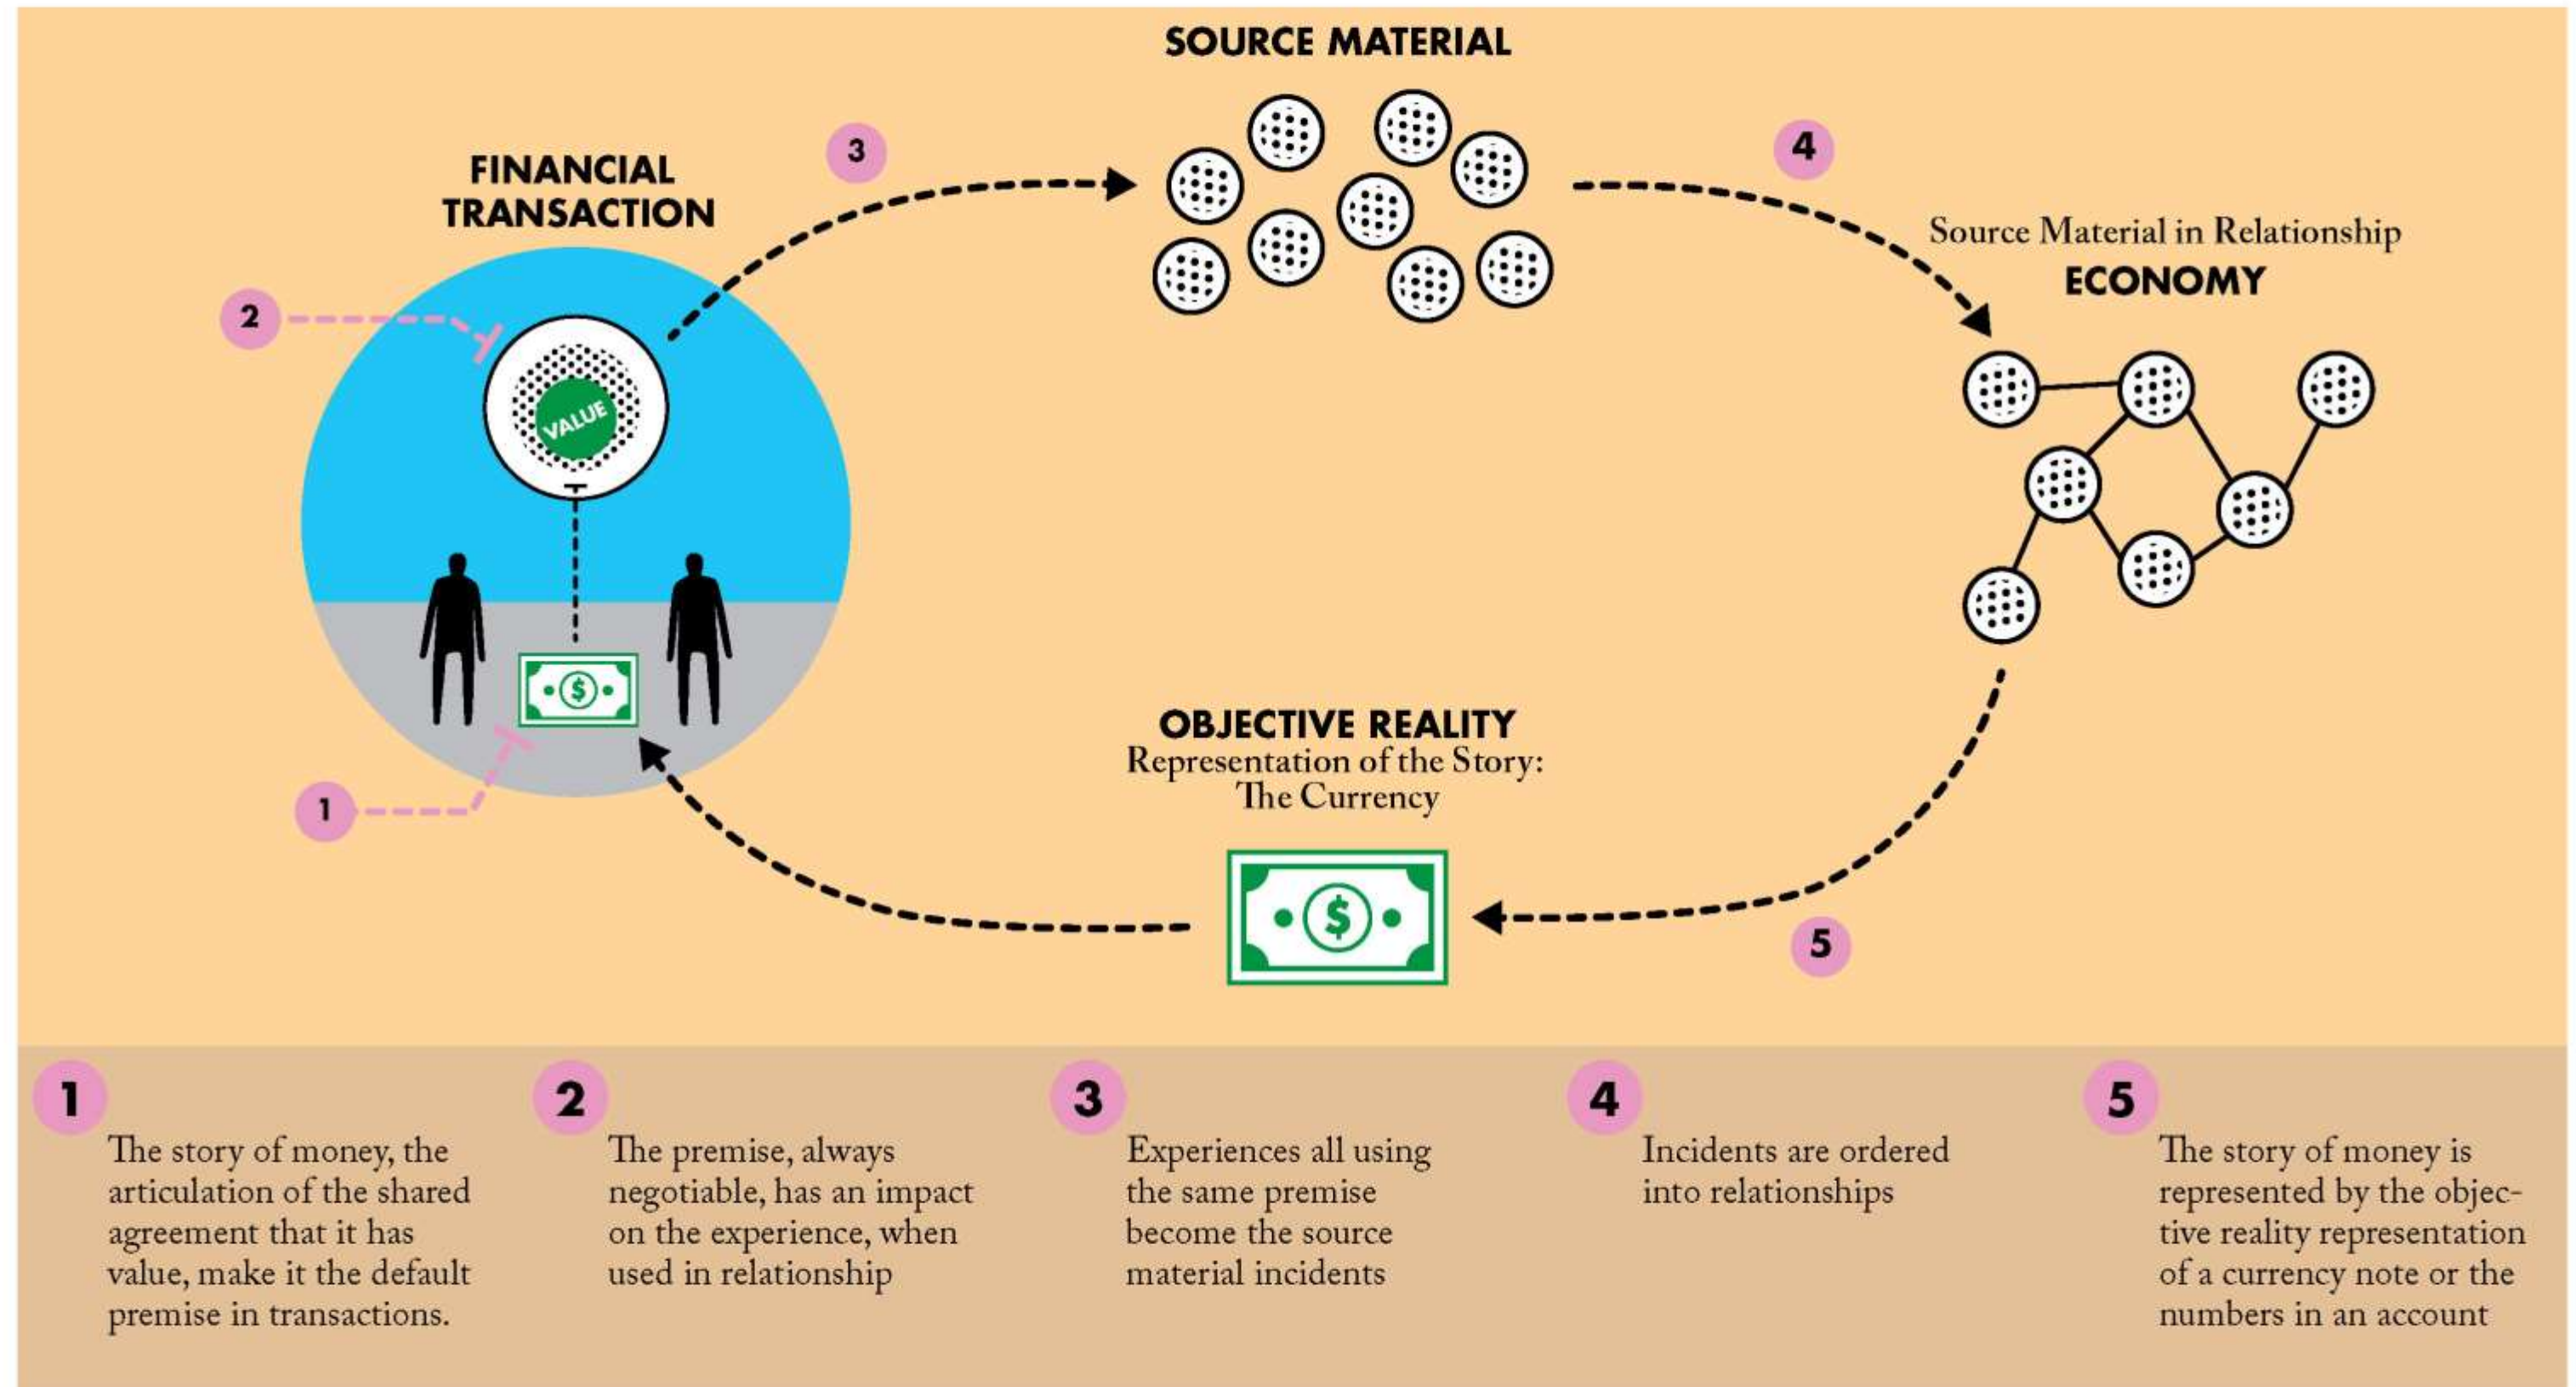 SOURCE MATERIAL
3
4
FINANCIAL
TRANSACTION
Source Material in Relationship
ECONOMY
2
VALUE
$
OBJECTIVE REALITY
Representation of the Story:
The Currency
1
$
5
1
The story of money, the
articulation of the shared
agreement that it has
value, make it the default
premise in transactions.
2
The premise, always
negotiable, has an impact
on the experience, when
used in relationship
3
Experiences all using
the same premise
become the source
material incidents
4
Incidents are ordered
into relationships
5
The story of money is
represented by the objec-
tive reality representation
of a currency note or the
numbers in an account